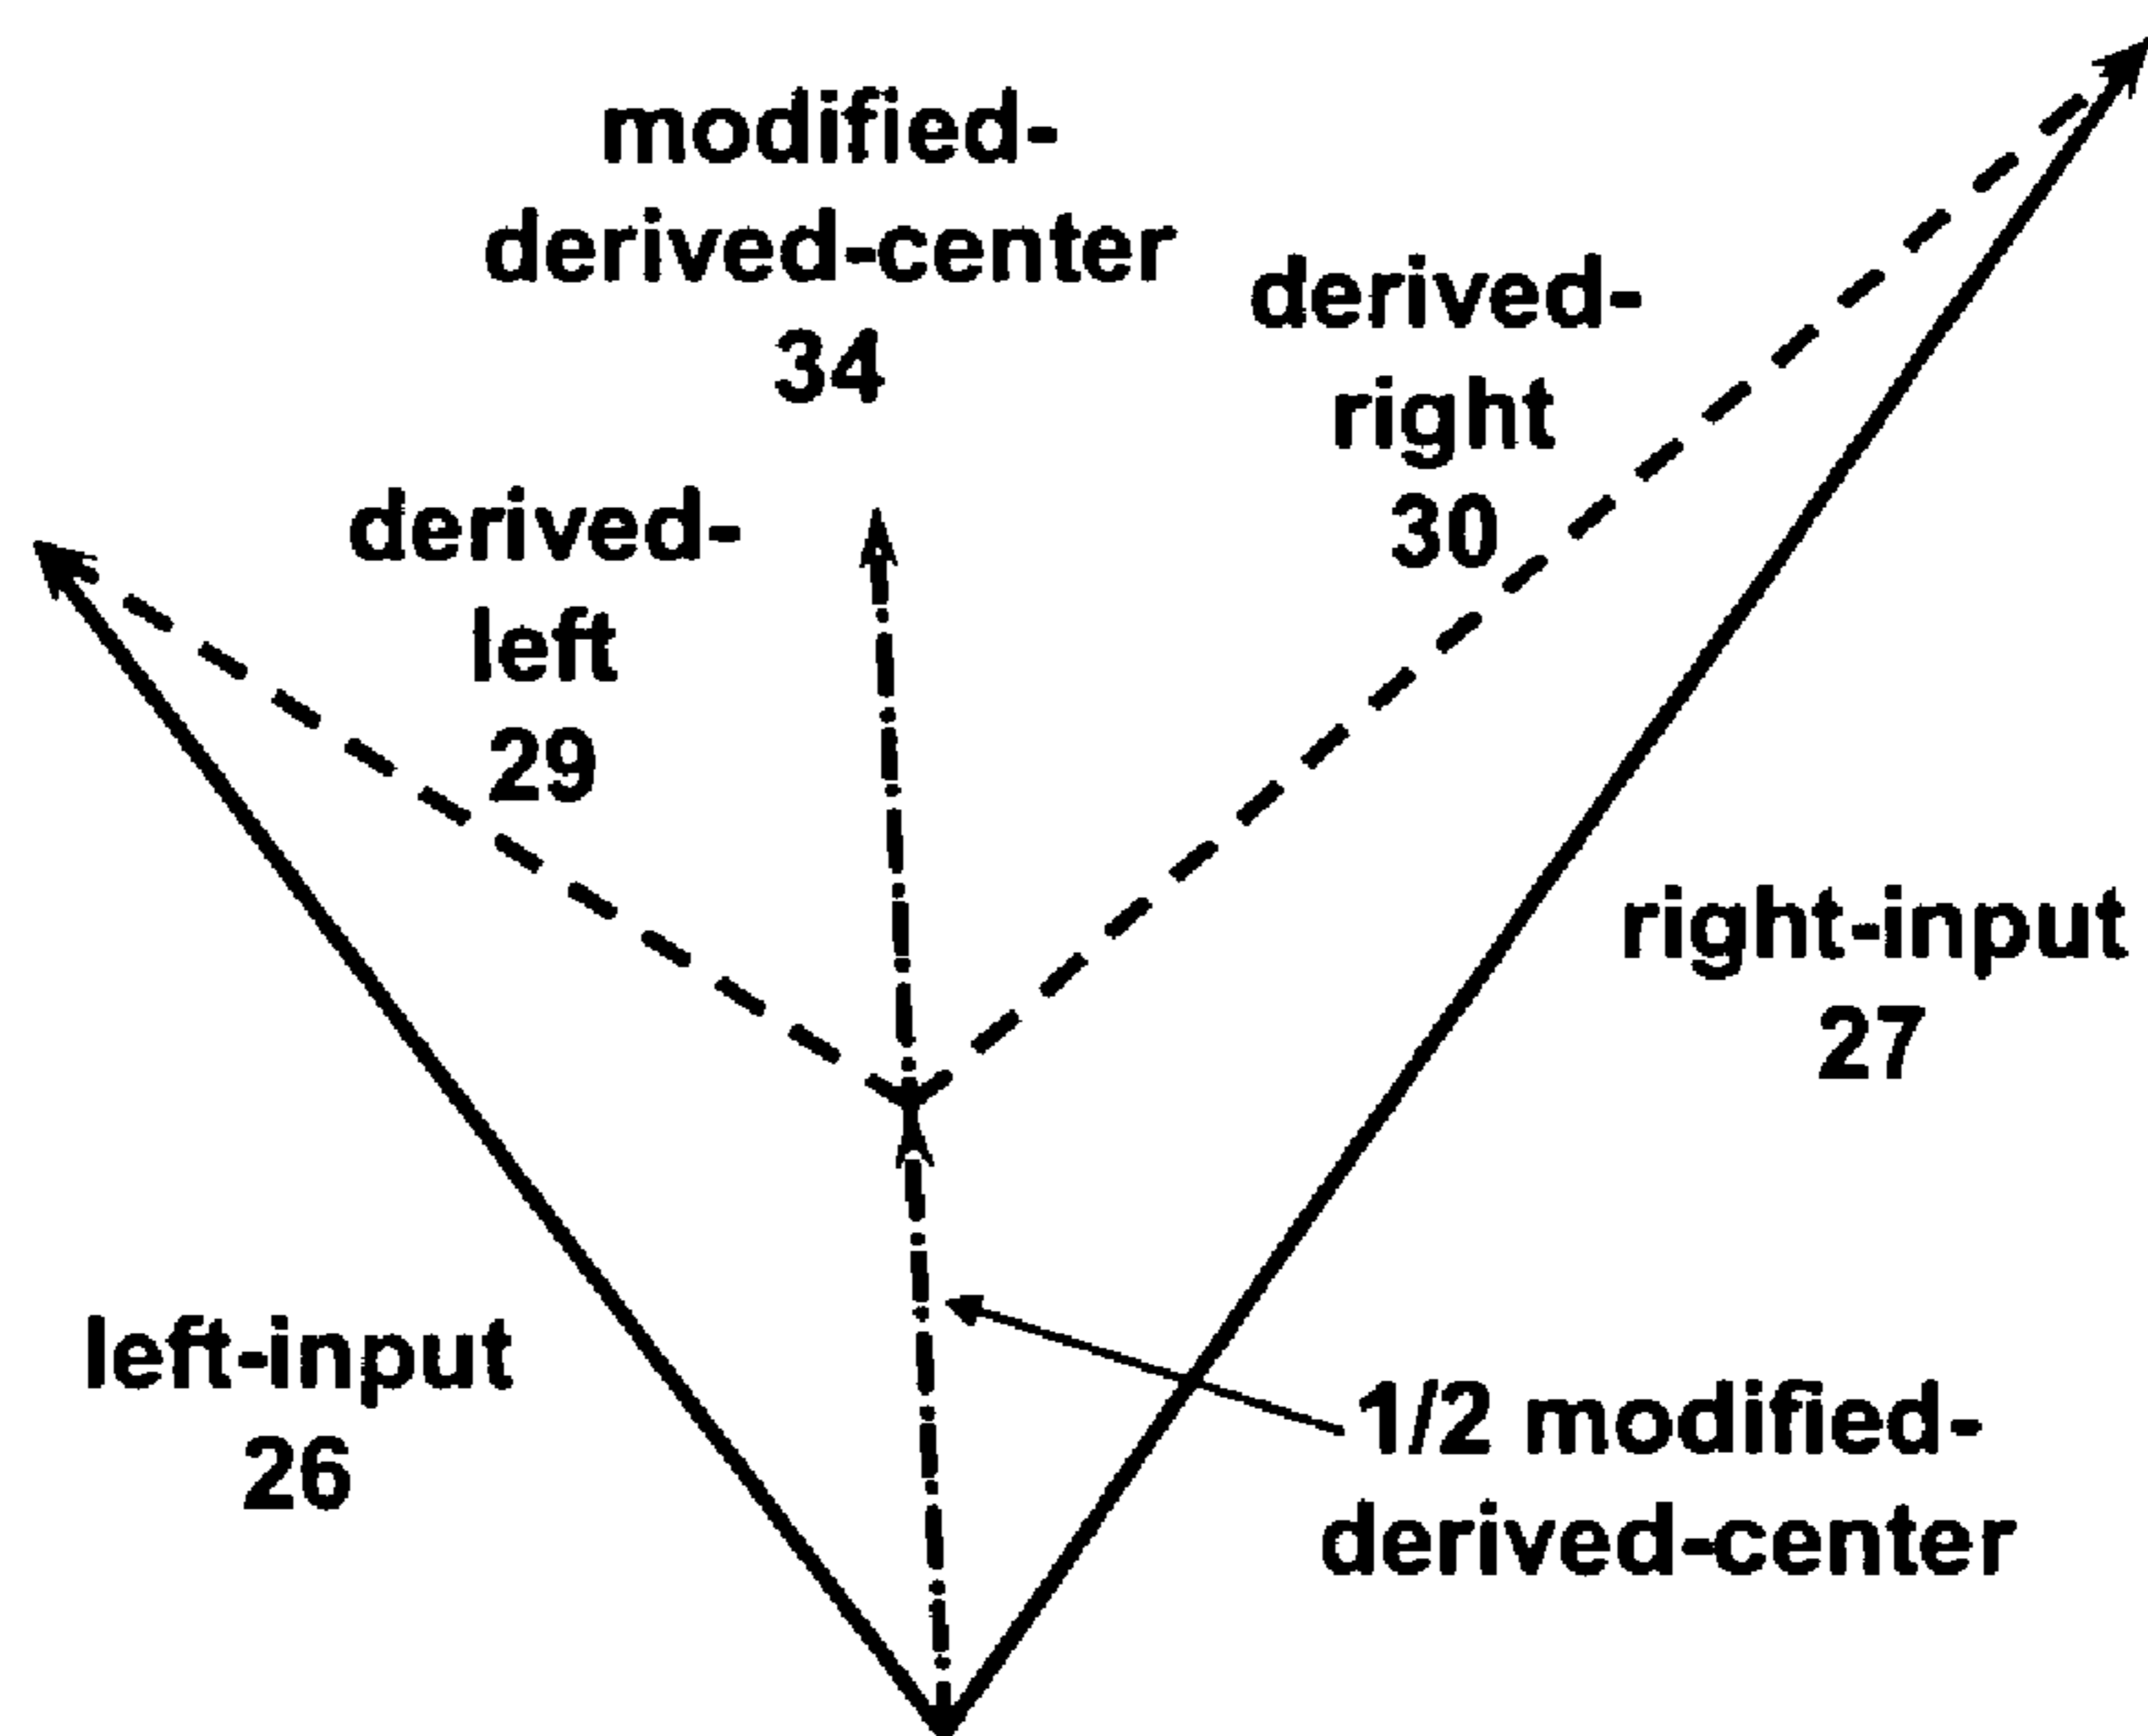 modified-
derived-center
34
derived-
right
30
derived-
left
29
right-input
27
left-input
26
1/2 modified-
derived-center